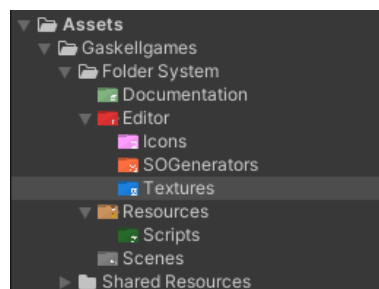 Assets
Gaskellgames
Folder System
Documentation
Editor
Icons
SOGenerators
Textures
Resources
Scripts
Scenes
Shared Resources